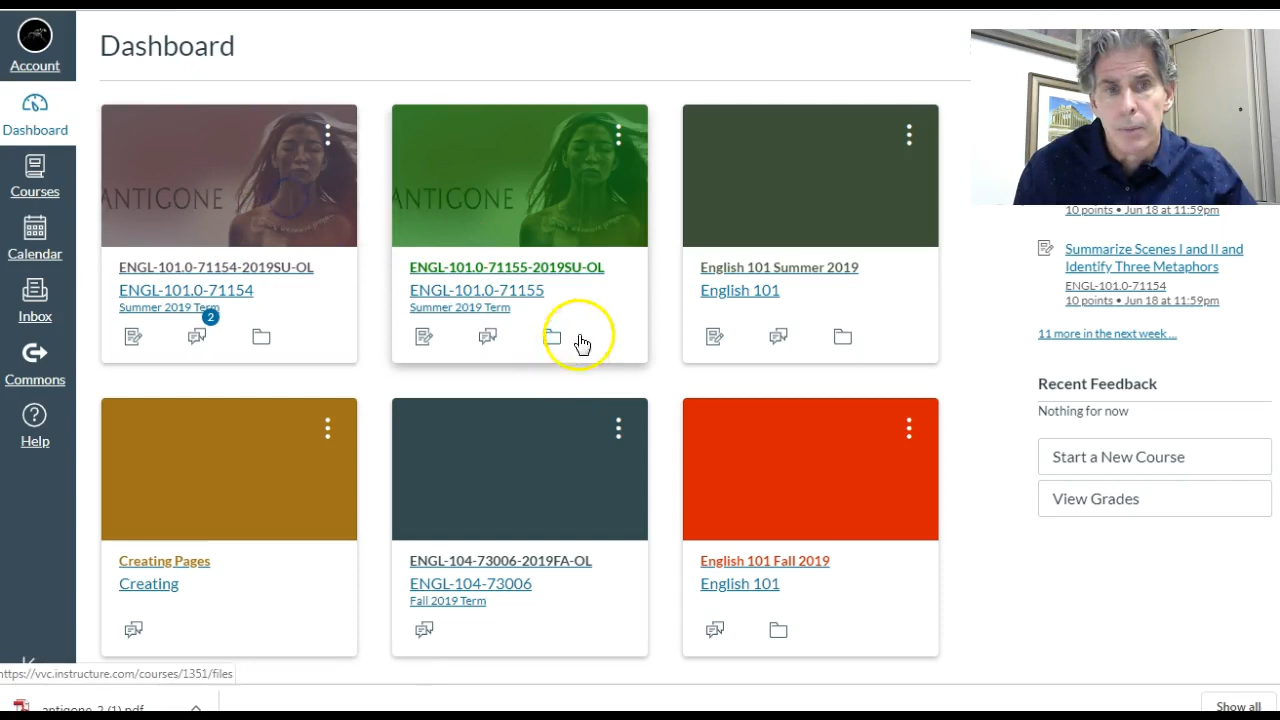 Dashboard
Account
Dashboard
Courses
Calendar
Inbox
Commons
Help
ANTIGONE
ENGL-101.0-71154-2019SU-OL
ENGL-101.0-71154
Summer 2019 Term
2
ANTIGONE
ENGL-101.0-71155-2019SU-OL
ENGL-101.0-71155
Summer 2019 Term
English 101 Summer 2019
English 101
Creating Pages
Creating
ENGL-104-73006-2019FA-OL
ENGL-104-73006
Fall 2019 Term
English 101 Fall 2019
English 101
10 points • Jun 18 at 11:59pm
Summarize Scenes I and II and
Identify Three Metaphors
ENGL-101.0-71154
10 points • Jun 18 at 11:59pm
11 more in the next week ...
Recent Feedback
Nothing for now
Start a New Course
View Grades
https://vvc.instructure.com/courses/1351/files
antigone_2 (1).pdf
Show all